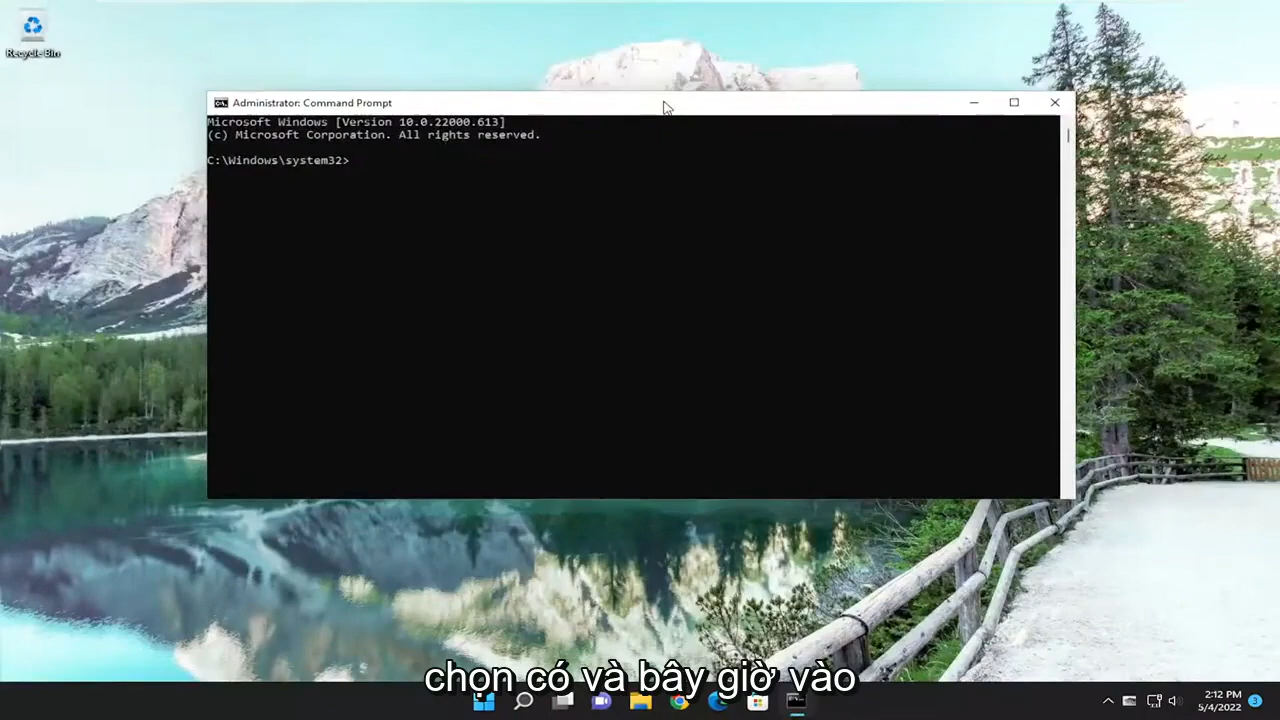 Recycle Bin
Administrator: Command Prompt
Microsoft Windows [Version 10.0.22000.613]
(c) Microsoft Corporation. All rights reserved.
C:\Windows\system32>
chọn có và bây giờ vào
2:12 PM
5/4/2022
3